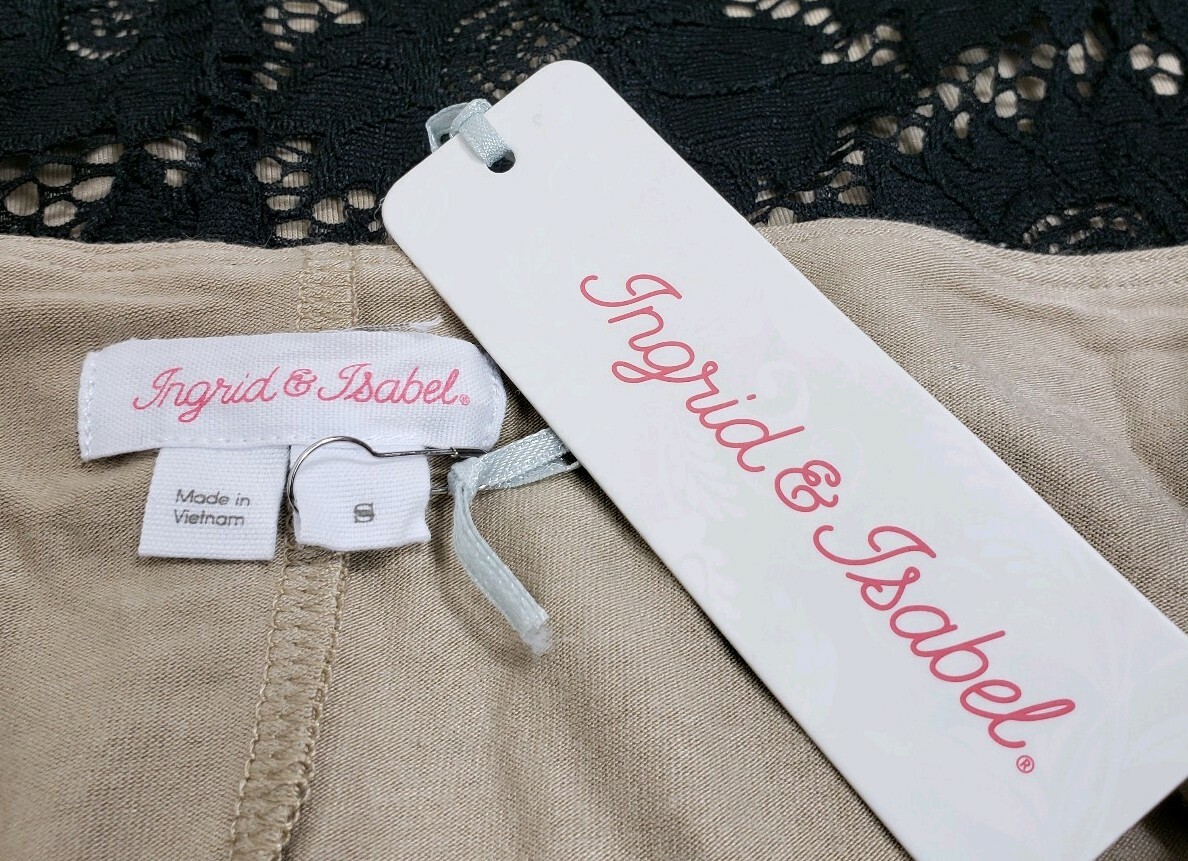 Ingrid & Isabel®
Made in
Vietnam
S
Ingrid & Isabel®